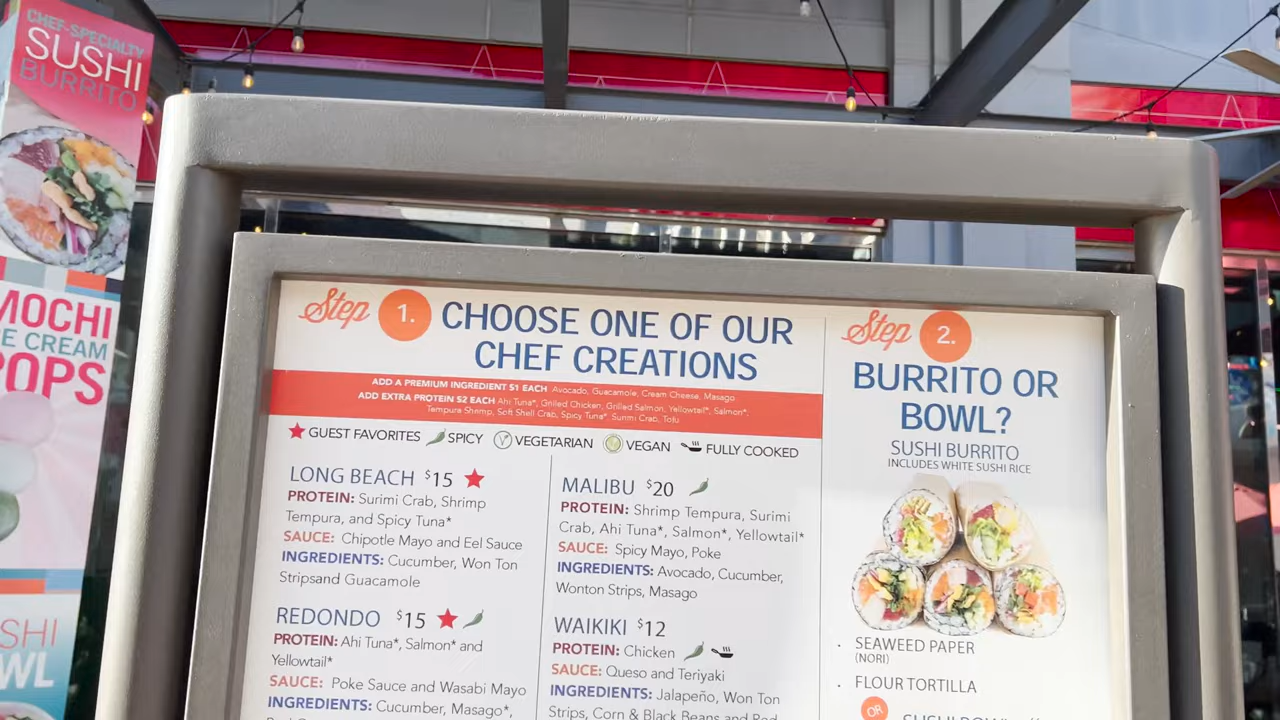 CHEF-SPECIALTY
SUSHI
BURRITO
MOCHI
ICE CREAM
POPS
SHI
WL
Step 1. CHOOSE ONE OF OUR
CHEF CREATIONS
ADD A PREMIUM INGREDIENT $1 EACH Avocado, Guacamole, Cream Cheese, Masago
ADD EXTRA PROTEIN $2 EACH Ahi Tuna*, Grilled Chicken, Grilled Salmon, Yellowtail*, Salmon*,
Tempura Shrimp, Soft Shell Crab, Spicy Tuna*, Surimi Crab, Tofu
GUEST FAVORITES SPICY VEGETARIAN VEGAN FULLY COOKED
LONG BEACH $15
PROTEIN: Surimi Crab, Shrimp
Tempura, and Spicy Tuna*
SAUCE: Chipotle Mayo and Eel Sauce
INGREDIENTS: Cucumber, Won Ton
Stripsand Guacamole
REDONDO $15
PROTEIN: Ahi Tuna*, Salmon* and
Yellowtail*
SAUCE: Poke Sauce and Wasabi Mayo
INGREDIENTS: Cucumber, Masago*,
MALIBU $20
PROTEIN: Shrimp Tempura, Surimi
Crab, Ahi Tuna*, Salmon*, Yellowtail*
SAUCE: Spicy Mayo, Poke
INGREDIENTS: Avocado, Cucumber,
Wonton Strips, Masago
WAIKIKI $12
PROTEIN: Chicken
SAUCE: Queso and Teriyaki
INGREDIENTS: Jalapeño, Won Ton
Strips, Corn & Black Beans and Red
Step 2.
BURRITO OR
BOWL?
SUSHI BURRITO
INCLUDES WHITE SUSHI RICE
· SEAWEED PAPER
(NORI)
· FLOUR TORTILLA
OR